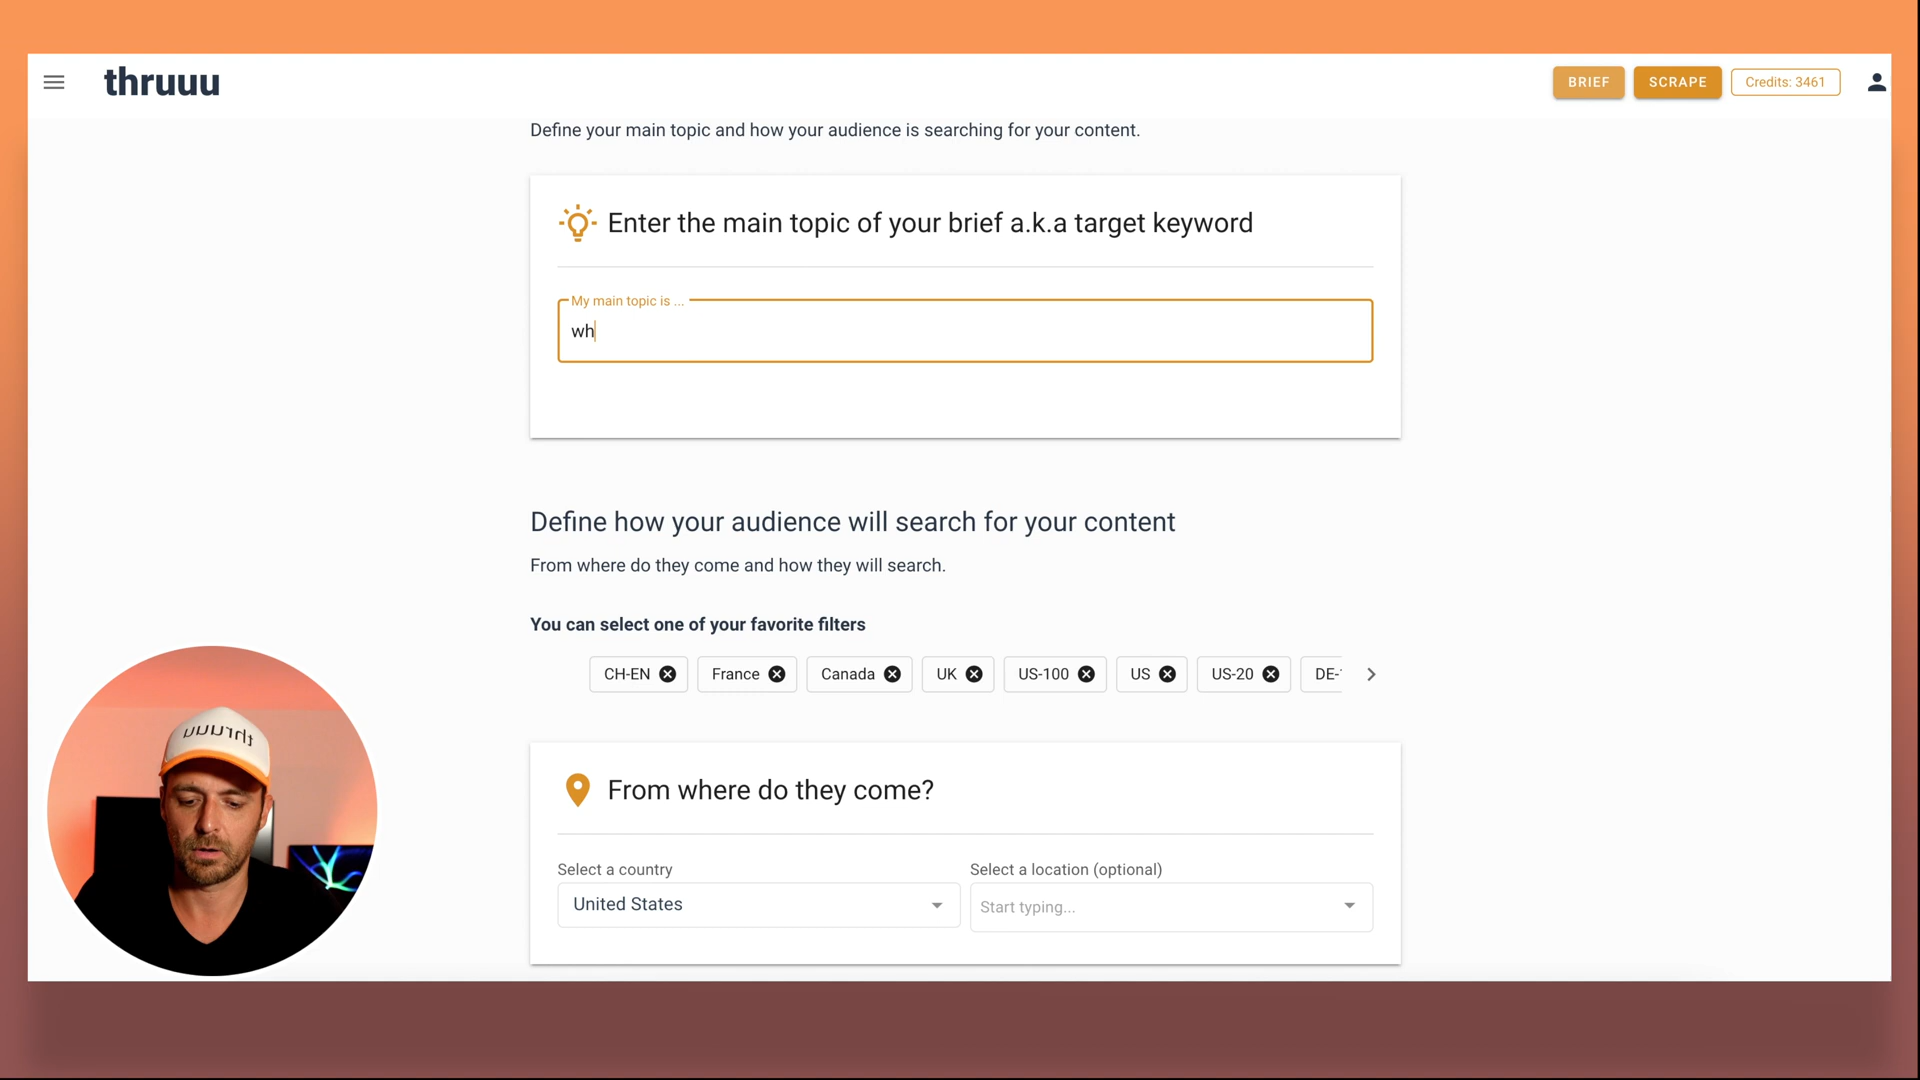 thruuu
BRIEF
SCRAPE
Credits: 3461
Define your main topic and how your audience is searching for your content.
Enter the main topic of your brief a.k.a target keyword
My main topic is ...
wh
Define how your audience will search for your content
From where do they come and how they will search.
You can select one of your favorite filters
CH-EN
France
Canada
UK
US-100
US
US-20
DE-
From where do they come?
Select a country
Select a location (optional)
United States
Start typing...
thruuu